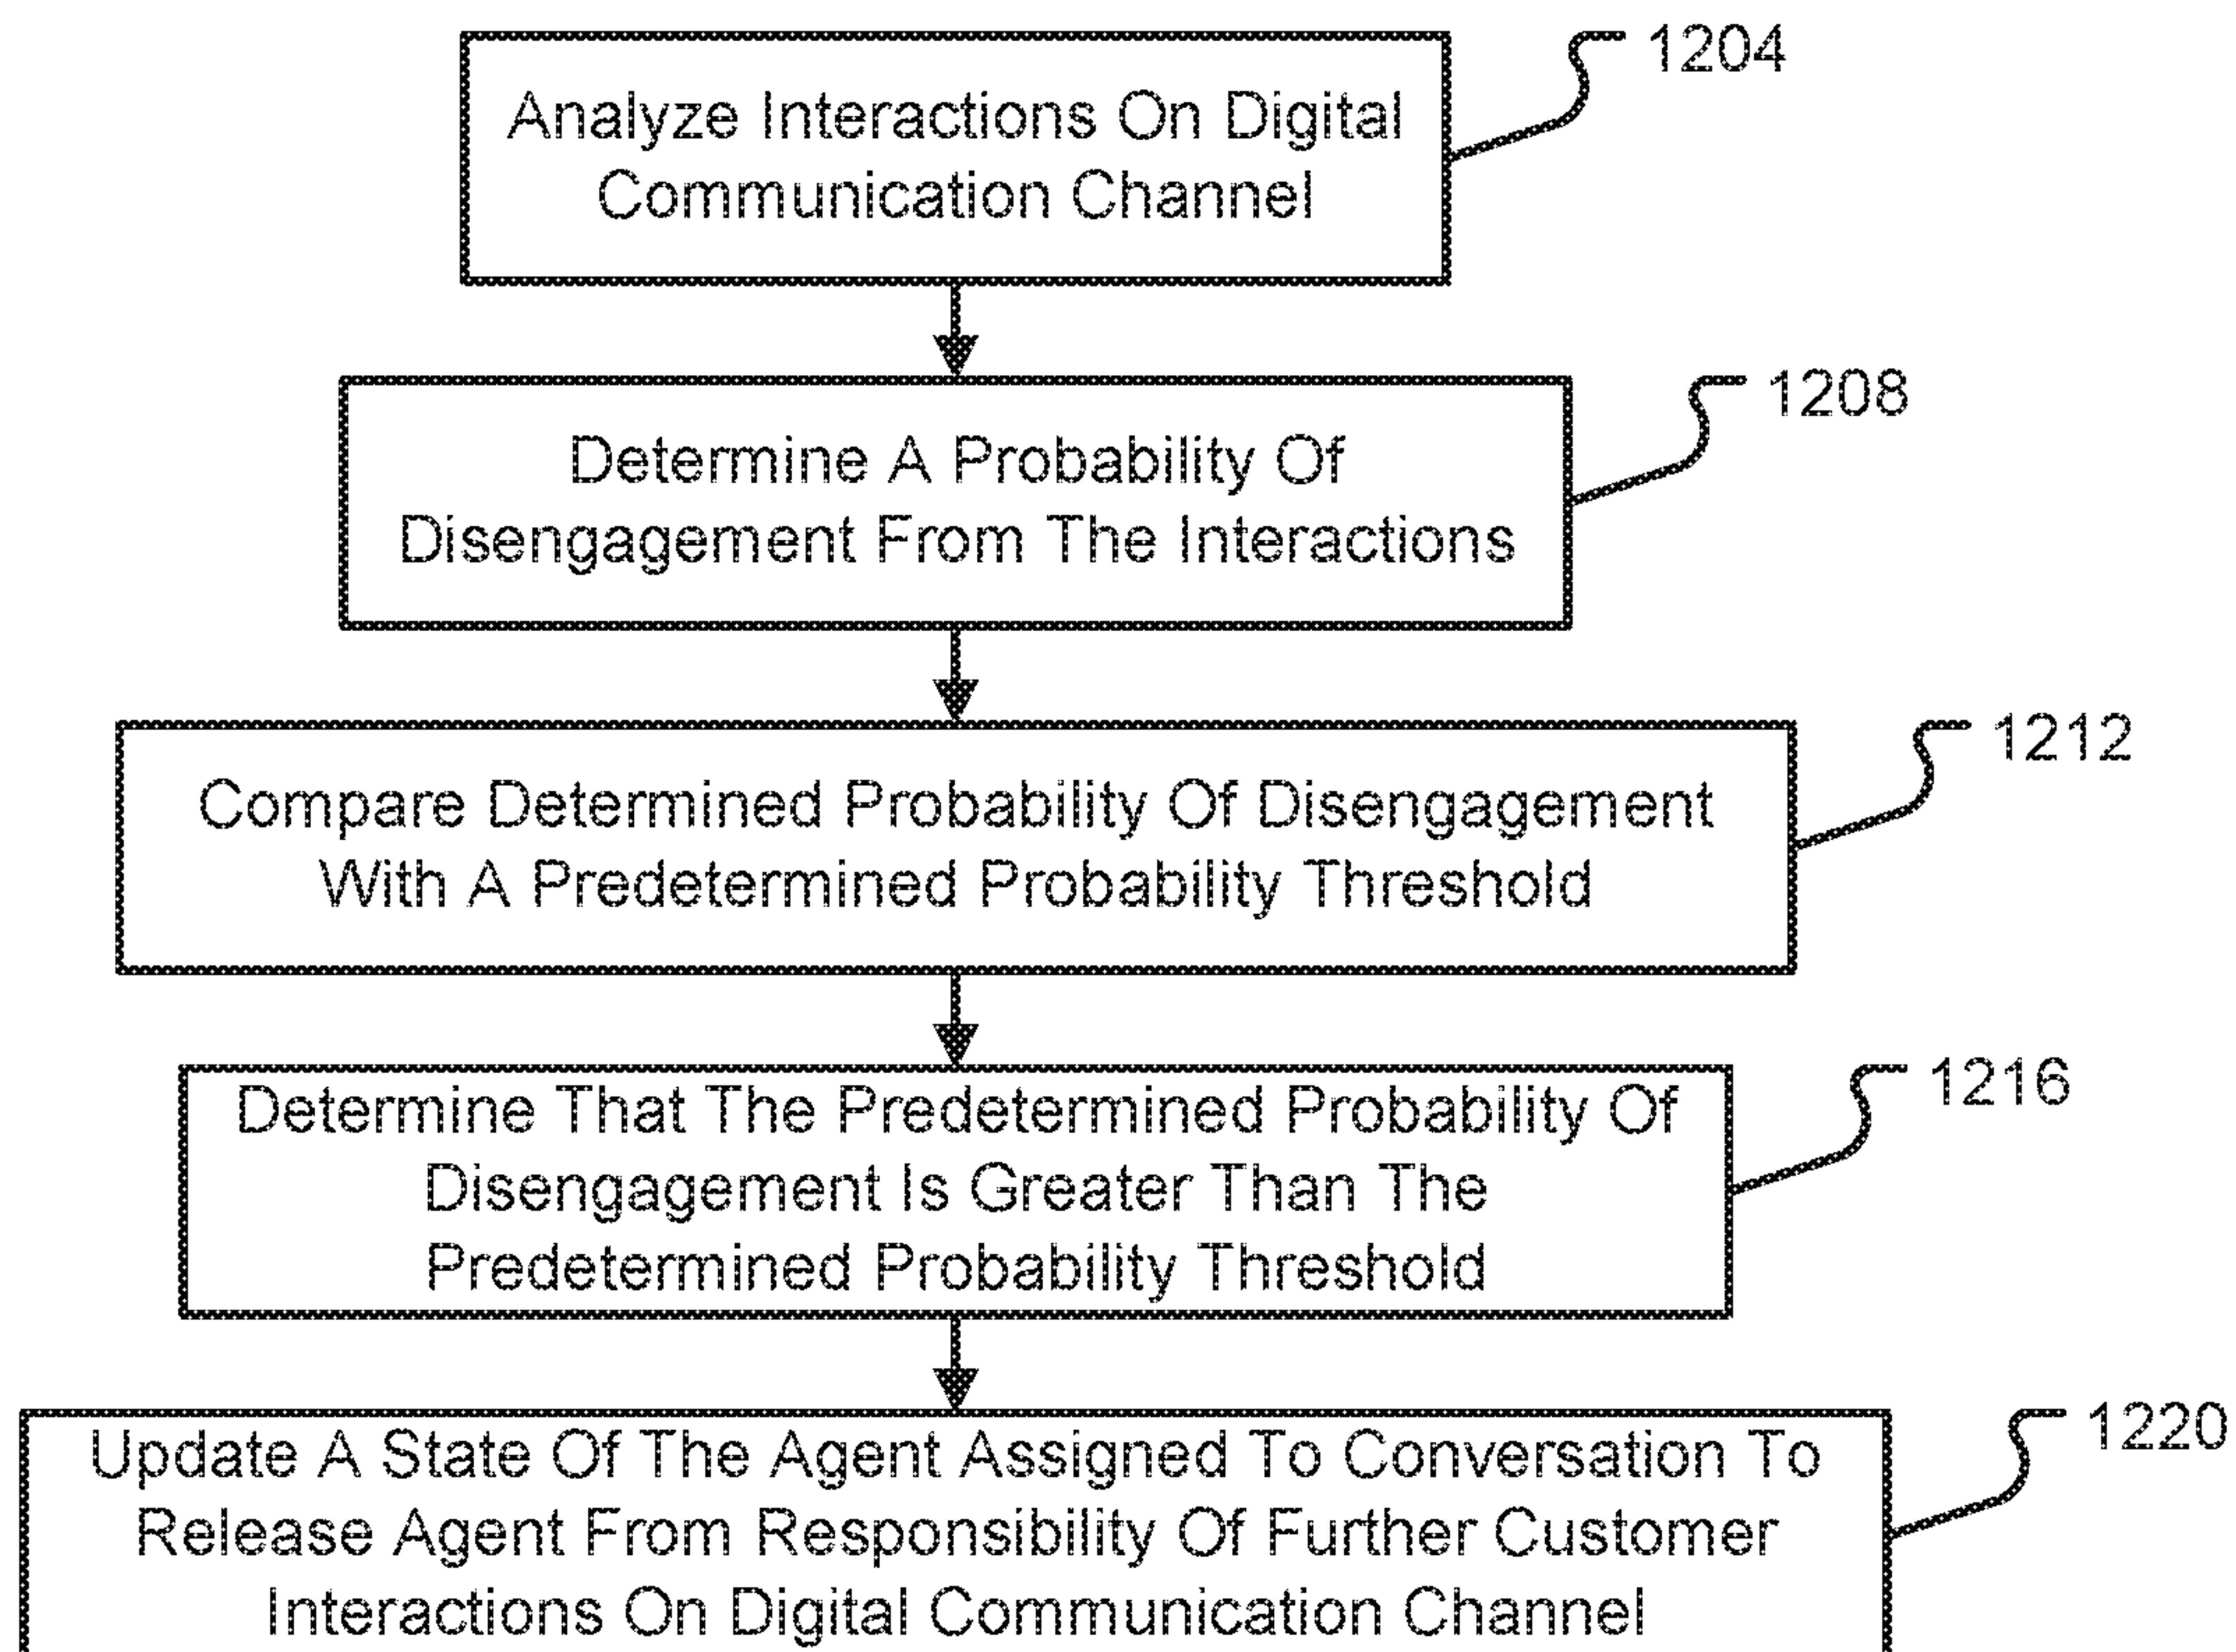 1204
Analyze Interactions On Digital
Communication Channel
1208
Determine A Probability Of
Disengagement From The Interactions
1212
Compare Determined Probability Of Disengagement
With A Predetermined Probability Threshold
1216
Determine That The Predetermined Probability Of
Disengagement Is Greater Than The
Predetermined Probability Threshold
1220
Update A State Of The Agent Assigned To Conversation To
Release Agent From Responsibility Of Further Customer
Interactions On Digital Communication Channel